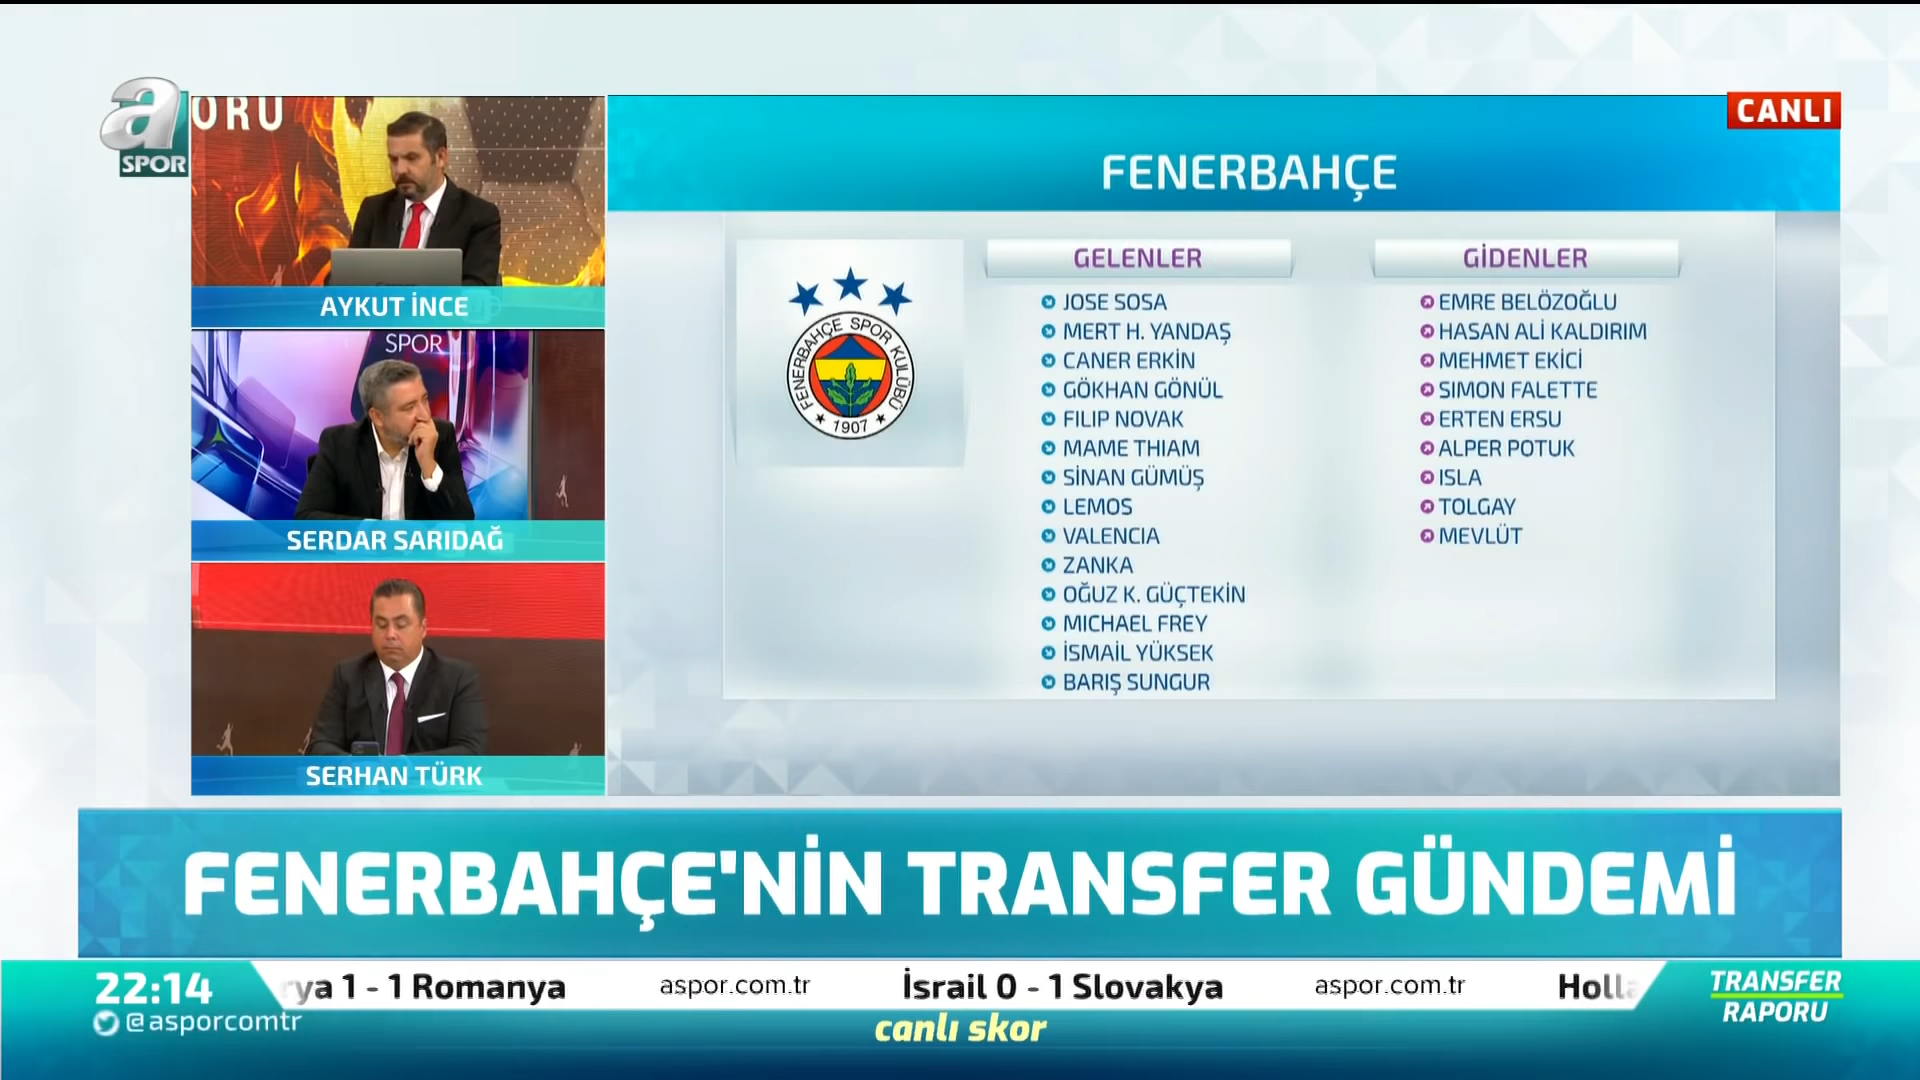 a
SPOR
ORU
AYKUT İNCE
SPOR
SERDAR SARIDAĞ
SERHAN TÜRK
CANLI
FENERBAHÇE
FENERBAHÇE SPOR KULÜBÜ
1907
GELENLER
JOSE SOSA
MERT H. YANDAŞ
CANER ERKİN
GÖKHAN GÖNÜL
FILIP NOVAK
MAME THIAM
SİNAN GÜMÜŞ
LEMOS
VALENCIA
ZANKA
OĞUZ K. GÜÇTEKİN
MICHAEL FREY
İSMAİL YÜKSEK
BARIŞ SUNGUR
GİDENLER
EMRE BELÖZOĞLU
HASAN ALİ KALDIRIM
MEHMET EKİCİ
SIMON FALETTE
ERTEN ERSU
ALPER POTUK
ISLA
TOLGAY
MEVLÜT
FENERBAHÇE'NİN TRANSFER GÜNDEMİ
22:14
@asporcomtr
rya 1 - 1 Romanya aspor.com.tr İsrail 0 - 1 Slovakya aspor.com.tr Holla
canlı skor
TRANSFER
RAPORU